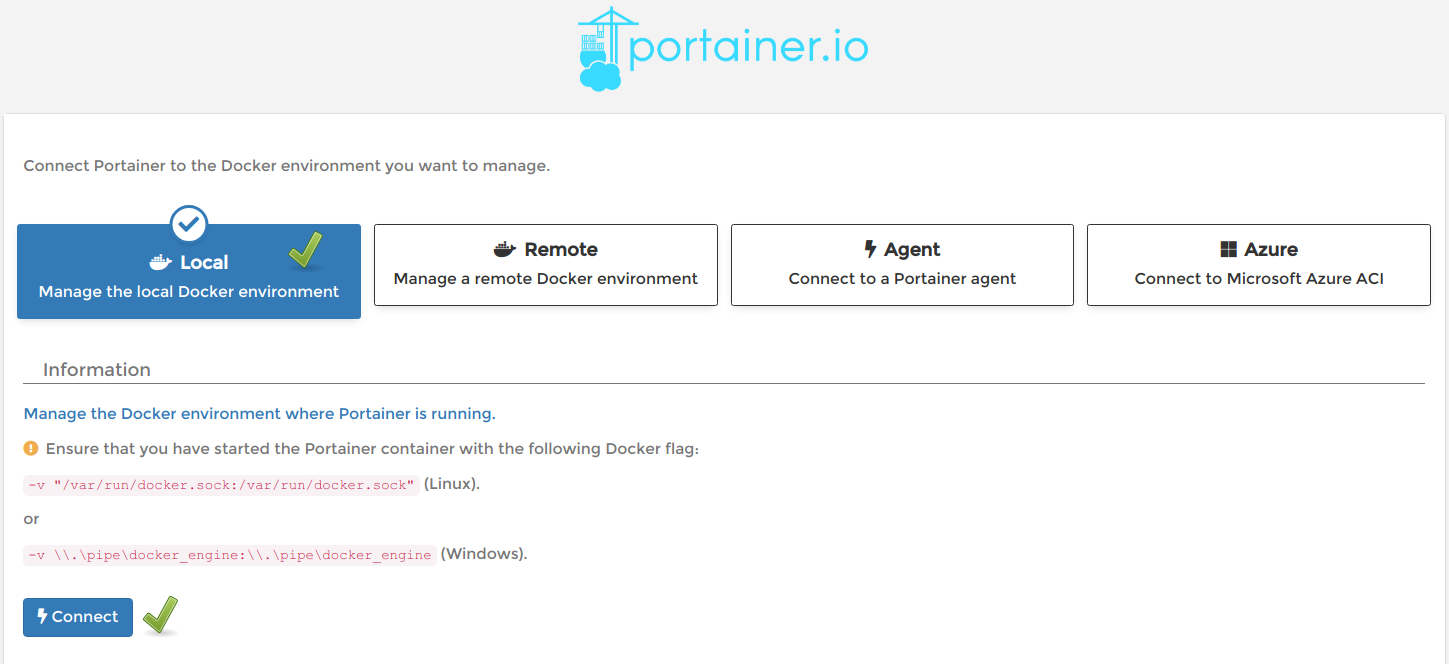 portainer.io
Connect Portainer to the Docker environment you want to manage.
Local
Manage the local Docker environment
Remote
Manage a remote Docker environment
Agent
Connect to a Portainer agent
Azure
Connect to Microsoft Azure ACI
Information
Manage the Docker environment where Portainer is running.
Ensure that you have started the Portainer container with the following Docker flag:
-v "/var/run/docker.sock:/var/run/docker.sock" (Linux).
or
-v \\.\pipe\docker_engine:\\.\pipe\docker_engine (Windows).
Connect